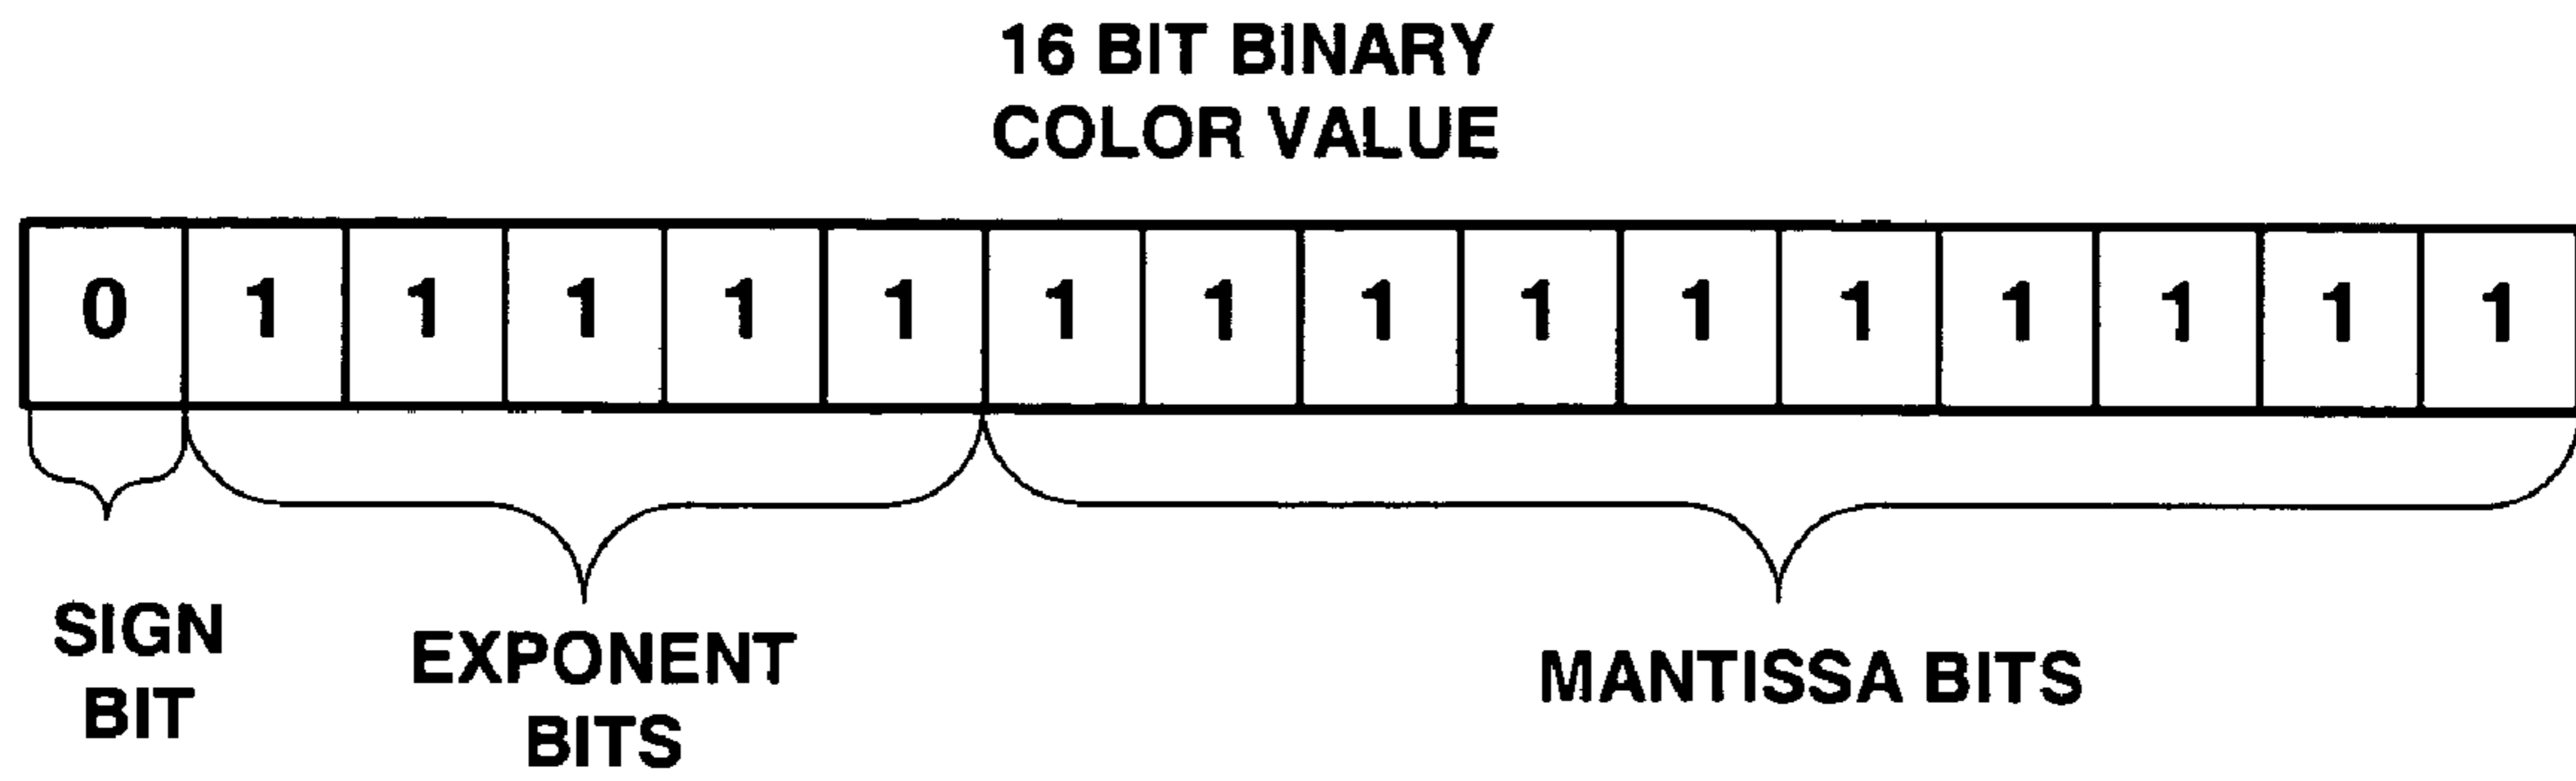 16 BIT BINARY
COLOR VALUE
0 1 1 1 1 1 1 1 1 1 1 1 1 1 1 1
SIGN
BIT
EXPONENT
BITS
MANTISSA BITS